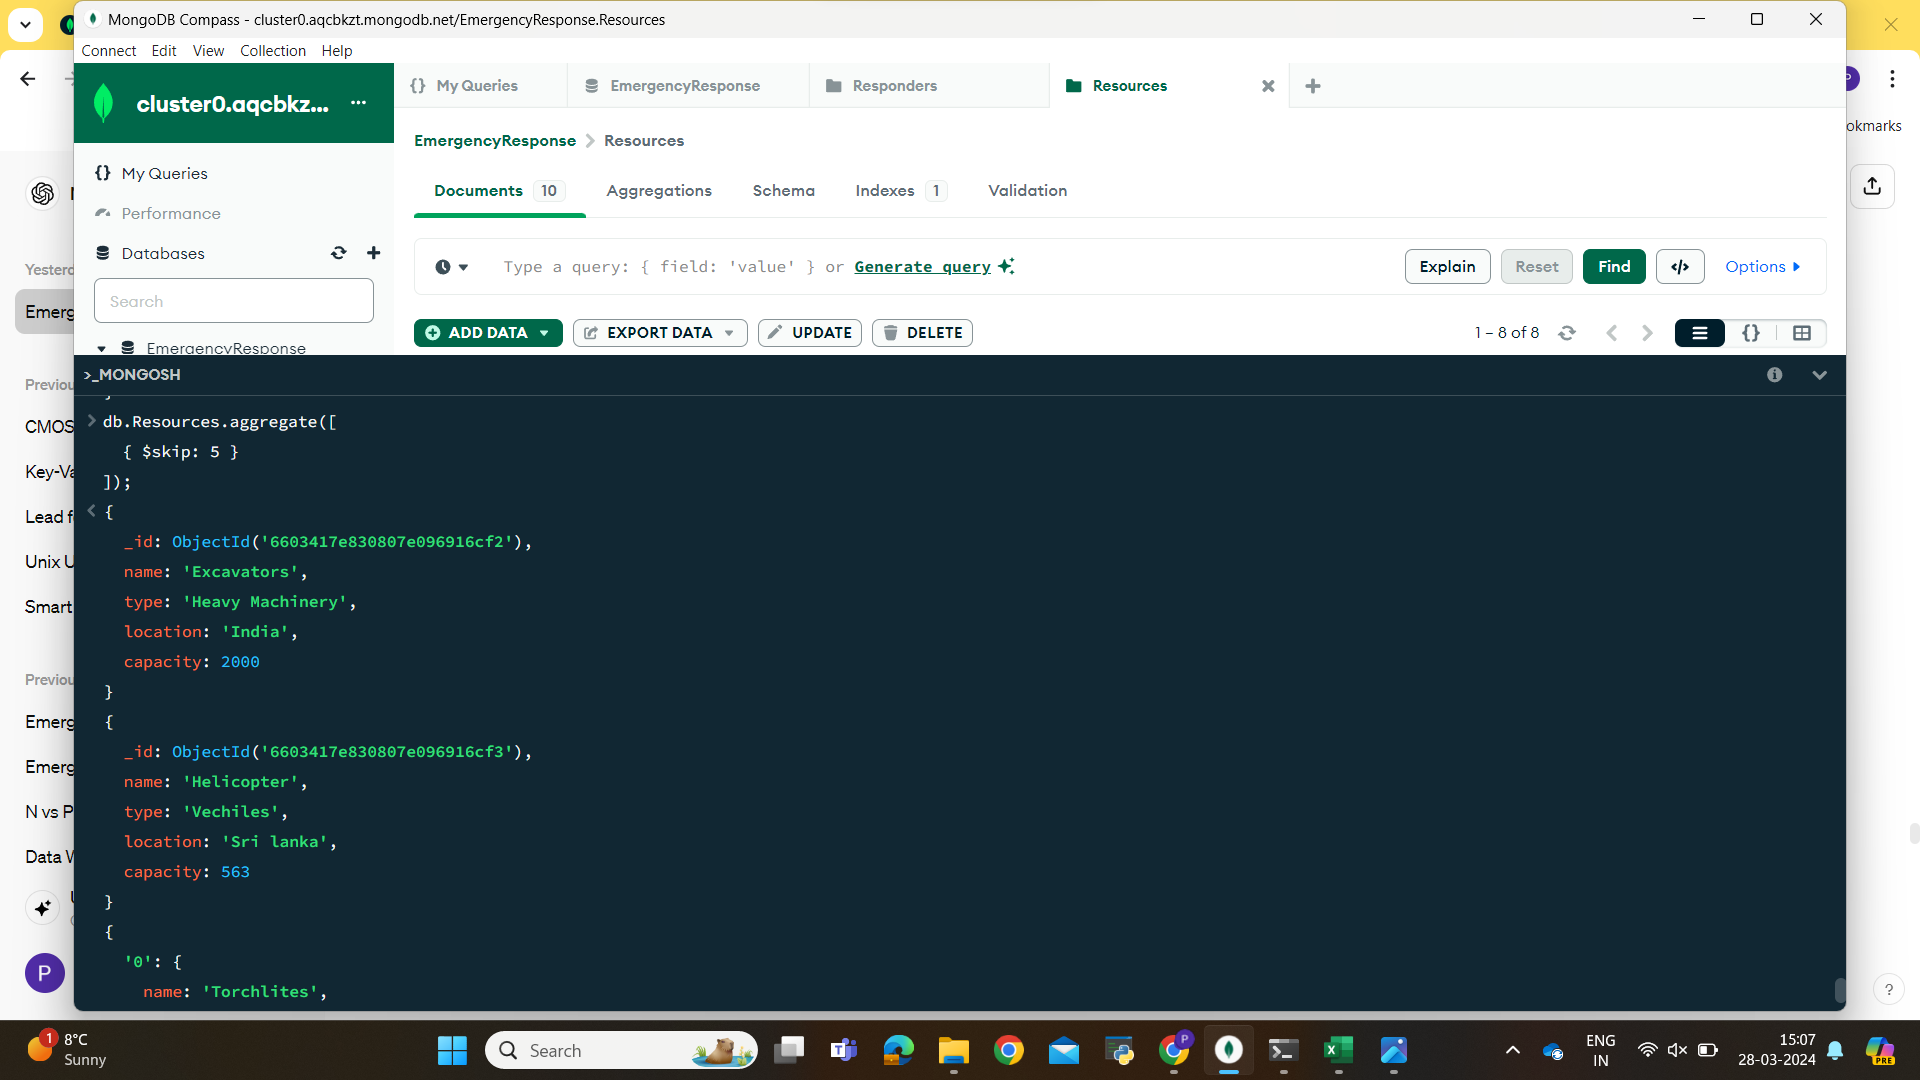 MongoDB Compass - cluster0.aqcbkzt.mongodb.net/EmergencyResponse.Resources
Connect Edit View Collection Help
cluster0.aqcbkz... ...
{} My Queries
EmergencyResponse
Responders
Resources
okmarks
EmergencyResponse > Resources
{} My Queries
Performance
Databases
Search
EmergencyResponse
Documents 10
Aggregations
Schema
Indexes 1
Validation
Type a query: { field: 'value' } or Generate query
Explain
Reset
Find
</>
Options
ADD DATA
EXPORT DATA
UPDATE
DELETE
1 – 8 of 8
{}
Yesterd
Emerg
Previou
CMOS
Key-Va
Lead f
Unix U
Smart
Previou
Emerg
Emerg
N vs P
Data W
P
>_MONGOSH
> db.Resources.aggregate([
{ $skip: 5 }
]);
< {
_id: ObjectId('6603417e830807e096916cf2'),
name: 'Excavators',
type: 'Heavy Machinery',
location: 'India',
capacity: 2000
}
{
_id: ObjectId('6603417e830807e096916cf3'),
name: 'Helicopter',
type: 'Vechiles',
location: 'Sri lanka',
capacity: 563
}
{
'0': {
name: 'Torchlites',
?
1
8°C
Sunny
Search
P
PRE
ENG
IN
15:07
28-03-2024